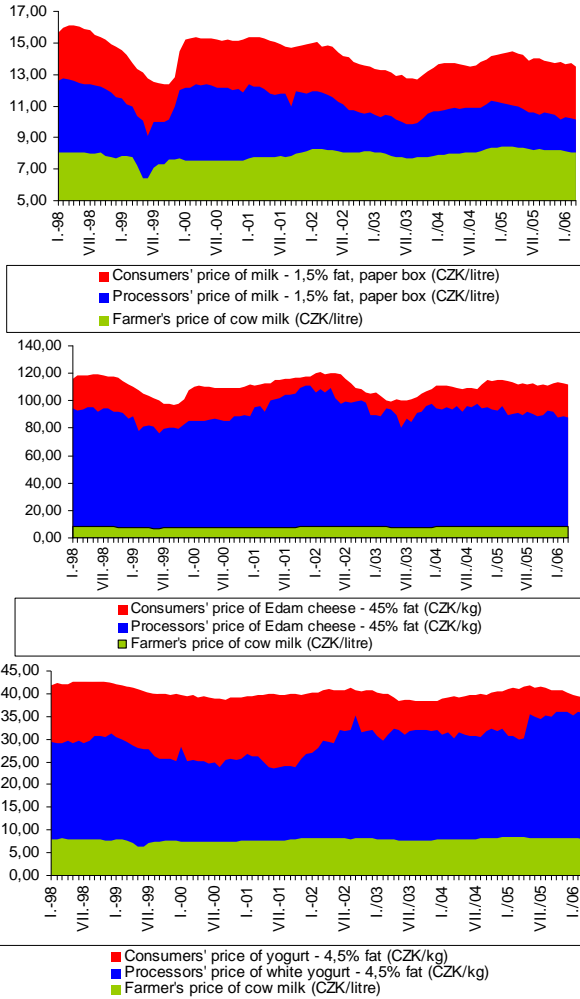 17,00
15,00
13,00
11,00
9,00
7,00
5,00
I.-98
VII.-98
I.-99
VII.-99
I.-00
VII.-00
I.-01
VII.-01
I.-02
VII.-02
I./03
VII./03
I./04
VII./04
I./05
VII./05
I./06
Consumers' price of milk - 1,5% fat, paper box (CZK/litre)
Processors' price of milk - 1,5% fat, paper box (CZK/litre)
Farmer's price of cow milk (CZK/litre)
140,00
120,00
100,00
80,00
60,00
40,00
20,00
0,00
I.-98
VII.-98
I.-99
VII.-99
I.-00
VII.-00
I.-01
VII.-01
I.-02
VII.-02
I./03
VII./03
I./04
VII./04
I./05
VII./05
I./06
Consumers' price of Edam cheese - 45% fat (CZK/kg)
Processors' price of Edam cheese - 45% fat (CZK/kg)
Farmer's price of cow milk (CZK/litre)
45,00
40,00
35,00
30,00
25,00
20,00
15,00
10,00
5,00
0,00
I.-98
VII.-98
I.-99
VII.-99
I.-00
VII.-00
I.-01
VII.-01
I.-02
VII.-02
I./03
VII./03
I./04
VII./04
I./05
VII./05
I./06
Consumers' price of yogurt - 4,5% fat (CZK/kg)
Processors' price of white yogurt - 4,5% fat (CZK/kg)
Farmer's price of cow milk (CZK/litre)